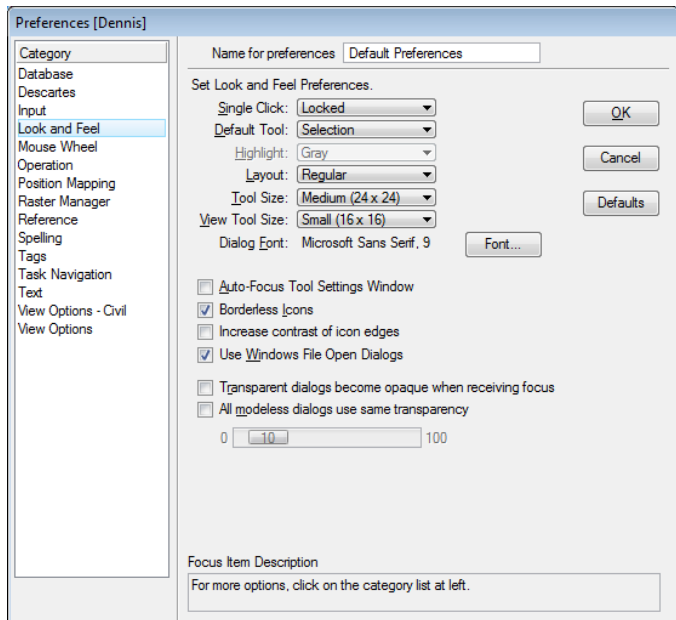 Preferences [Dennis]
Category
Database
Descartes
Input
Look and Feel
Mouse Wheel
Operation
Position Mapping
Raster Manager
Reference
Spelling
Tags
Task Navigation
Text
View Options - Civil
View Options
Name for preferences Default Preferences
Set Look and Feel Preferences.
Single Click: Locked
Default Tool: Selection
Highlight: Gray
Layout: Regular
Tool Size: Medium (24 x 24)
View Tool Size: Small (16 x 16)
Dialog Font: Microsoft Sans Serif, 9 Font...
Auto-Focus Tool Settings Window
Borderless Icons
Increase contrast of icon edges
Use Windows File Open Dialogs
Transparent dialogs become opaque when receiving focus
All modeless dialogs use same transparency
0 10 100
OK
Cancel
Defaults
Focus Item Description
For more options, click on the category list at left.